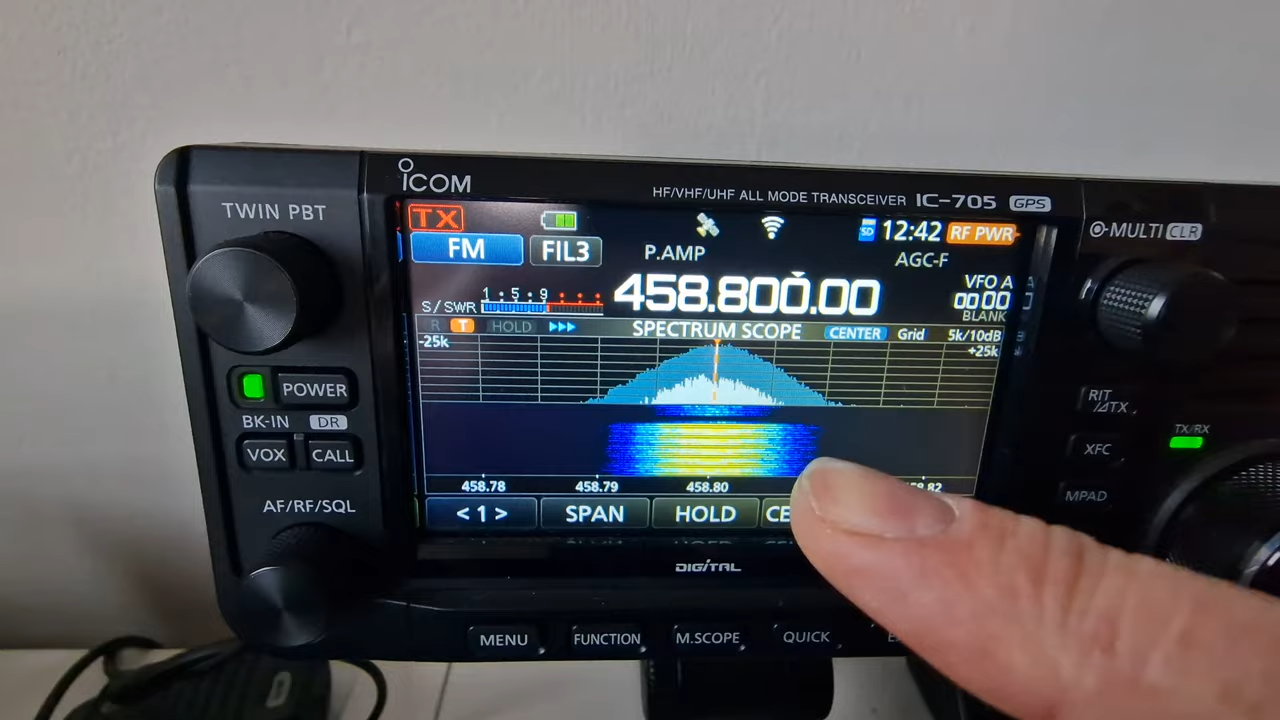 ICOM
HF/VHF/UHF ALL MODE TRANSCEIVER IC-705 GPS
TWIN PBT
MULTI CLR
TX
SD 12:42 RF PWR
FM FIL3 P.AMP AGC-F
458.800.00
VFO A
00 00
BLANK
S/SWR 1:5:9
R T HOLD SPECTRUM SCOPE CENTER Grid 5k/10dB
-25k +25k
458.78 458.79 458.80
<1> SPAN HOLD
POWER
BK-IN DR
VOX CALL
AF/RF/SQL
RIT
/⊿TX
TX/RX
XFC
MPAD
DIGITAL
MENU FUNCTION M.SCOPE QUICK